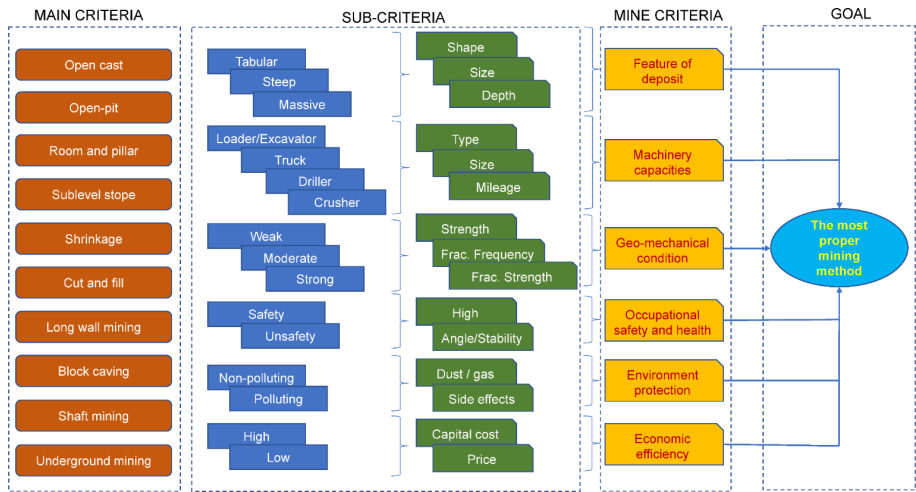 MAIN CRITERIA
SUB-CRITERIA
MINE CRITERIA
GOAL
Open cast
Open-pit
Room and pillar
Sublevel stope
Shrinkage
Cut and fill
Long wall mining
Block caving
Shaft mining
Underground mining
Tabular
Steep
Massive
Loader/Excavator
Truck
Driller
Crusher
Weak
Moderate
Strong
Safety
Unsafety
Non-polluting
Polluting
High
Low
Shape
Size
Depth
Type
Size
Mileage
Strength
Frac. Frequency
Frac. Strength
High
Angle/Stability
Dust / gas
Side effects
Capital cost
Price
Feature of
deposit
Machinery
capacities
Geo-mechanical
condition
Occupational
safety and health
Environment
protection
Economic
efficiency
The most
proper
mining
method